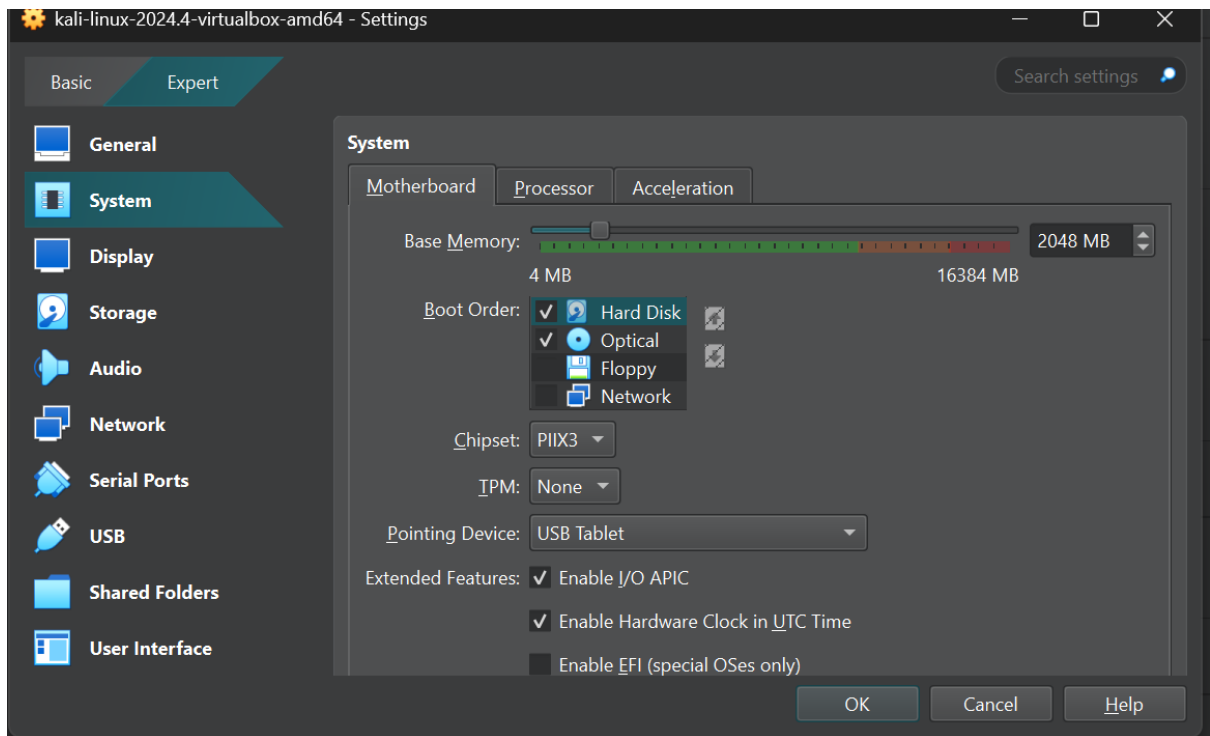 kali-linux-2024.4-virtualbox-amd64 - Settings
Basic Expert Search settings
General
System
Display
Storage
Audio
Network
Serial Ports
USB
Shared Folders
User Interface
System
Motherboard Processor Acceleration
Base Memory: 2048 MB
4 MB 16384 MB
Boot Order: Hard Disk
Optical
Floppy
Network
Chipset: PIIX3
TPM: None
Pointing Device: USB Tablet
Extended Features: Enable I/O APIC
Enable Hardware Clock in UTC Time
Enable EFI (special OSes only)
OK Cancel Help